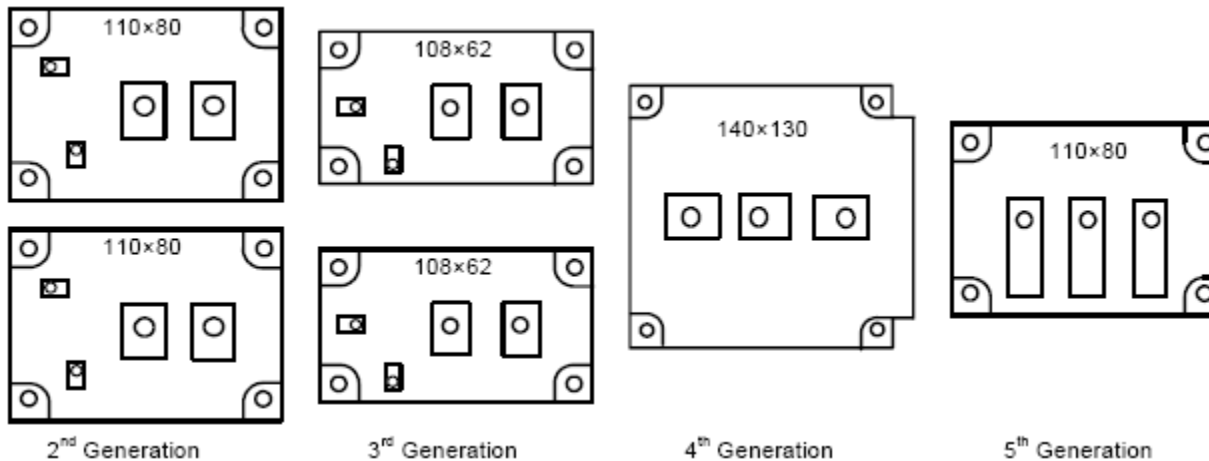 110×80
108×62
140×130
110×80
110×80
108×62
2nd Generation
3rd Generation
4th Generation
5th Generation